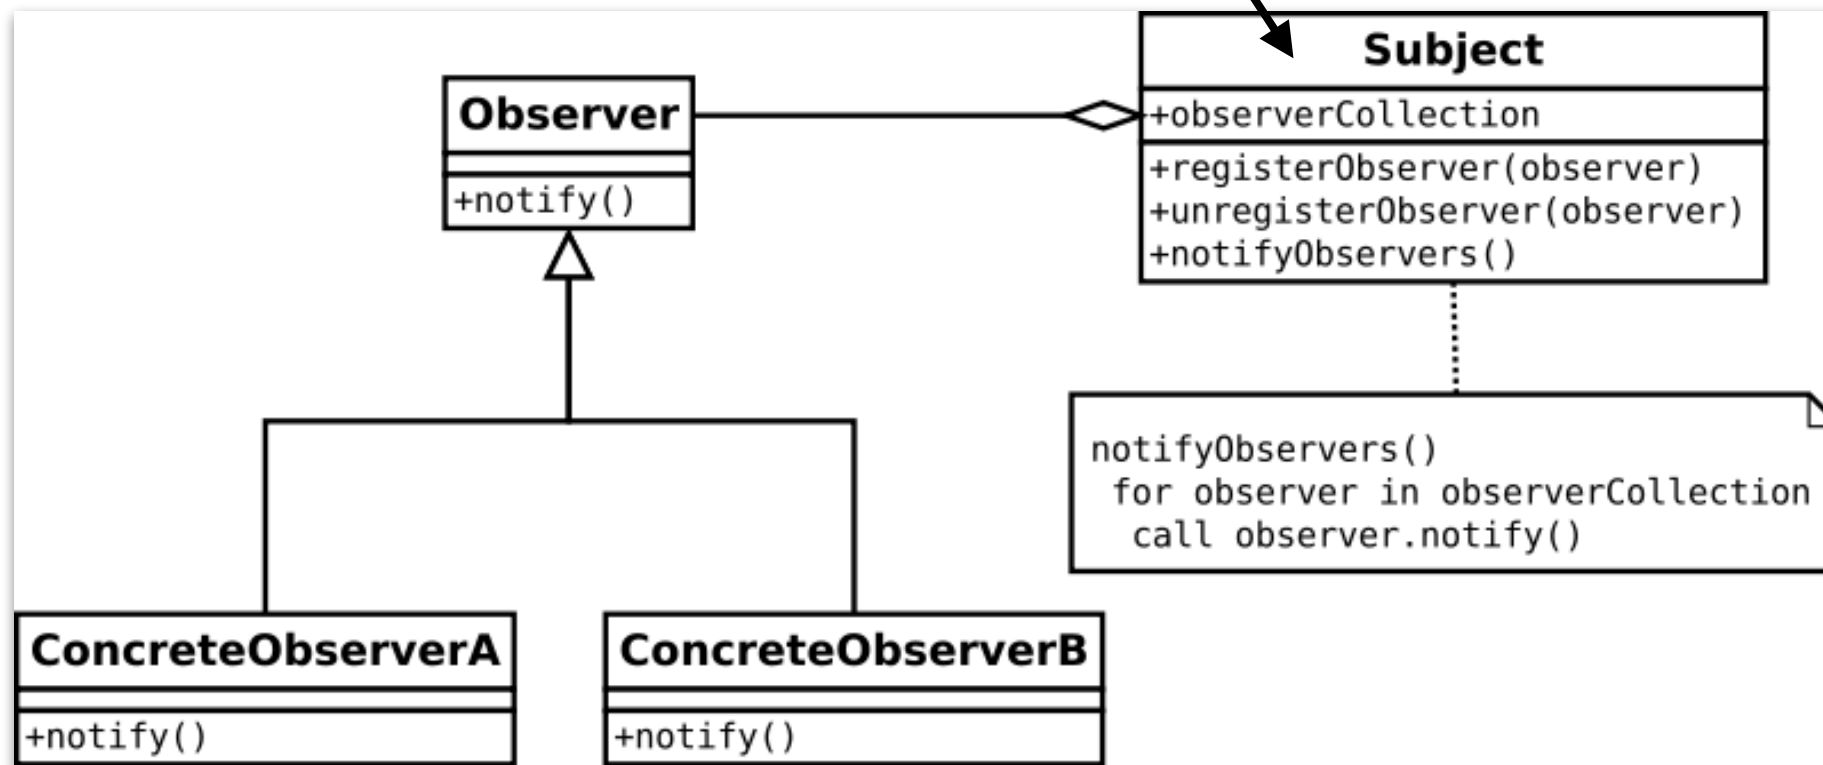 Subject
+observerCollection
+registerObserver(observer)
+unregisterObserver(observer)
+notifyObservers()
Observer
+notify()
notifyObservers()
for observer in observerCollection
call observer.notify()
ConcreteObserverA
+notify()
ConcreteObserverB
+notify()